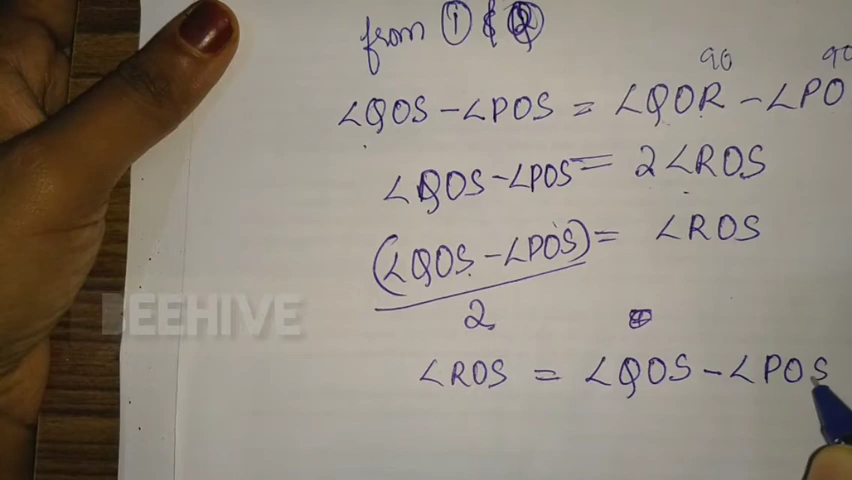 from ① & ②
90 90
∠QOS - ∠POS = ∠QOR - ∠PO
∠QOS - ∠POS = 2∠ROS
(∠QOS - ∠POS) = ∠ROS
2
∠ROS = ∠QOS - ∠POS
BEEHIVE